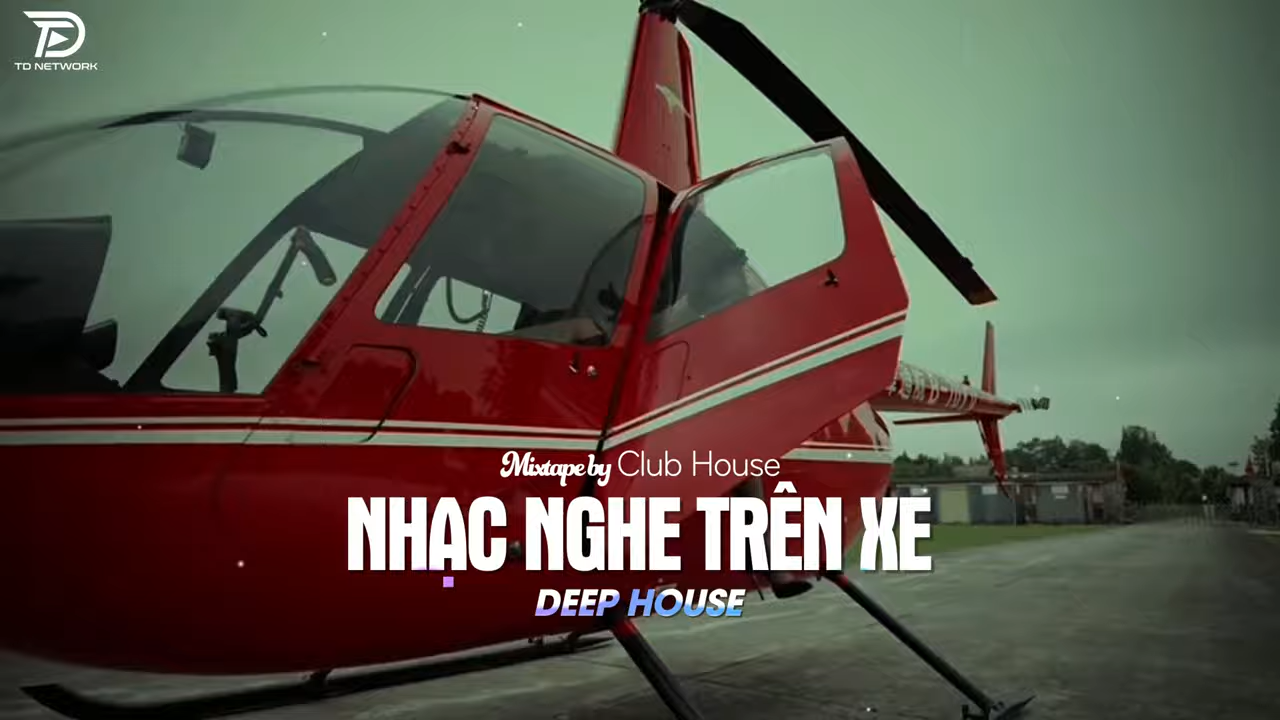 TD NETWORK
Mixtape by Club House
NHẠC NGHE TRÊN XE
DEEP HOUSE